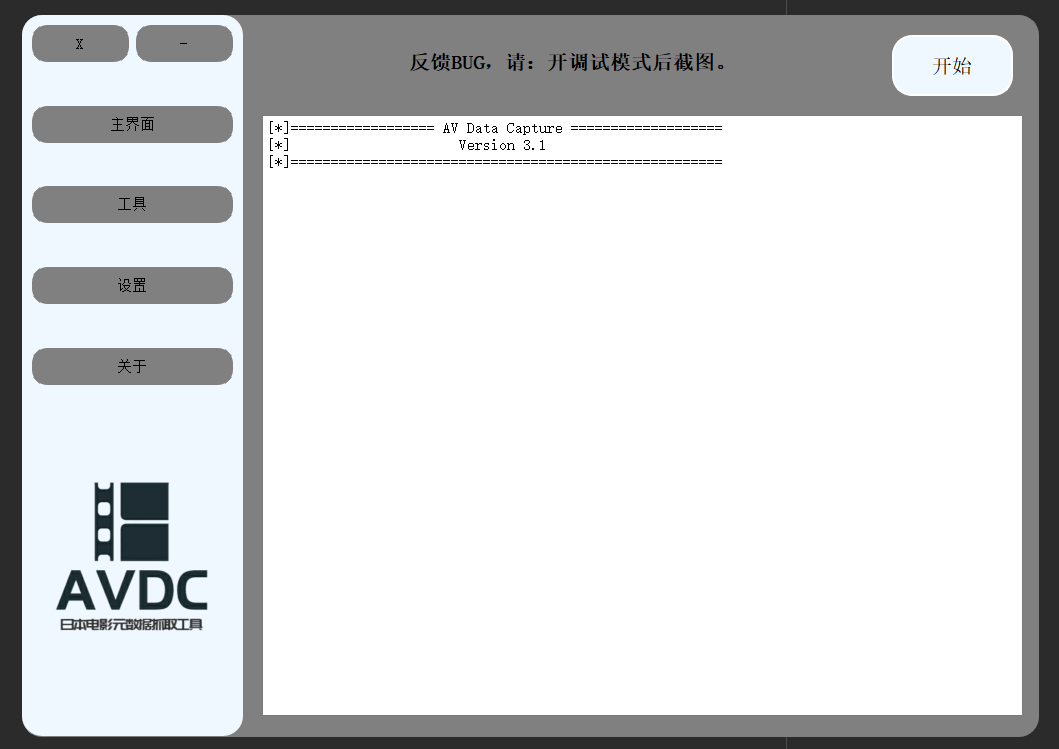 X
-
主界面
工具
设置
关于
AVDC
日本电影元数据抓取工具
反馈BUG，请：开调试模式后截图。
开始
[*]================== AV Data Capture ===================
[*]                     Version 3.1
[*]======================================================